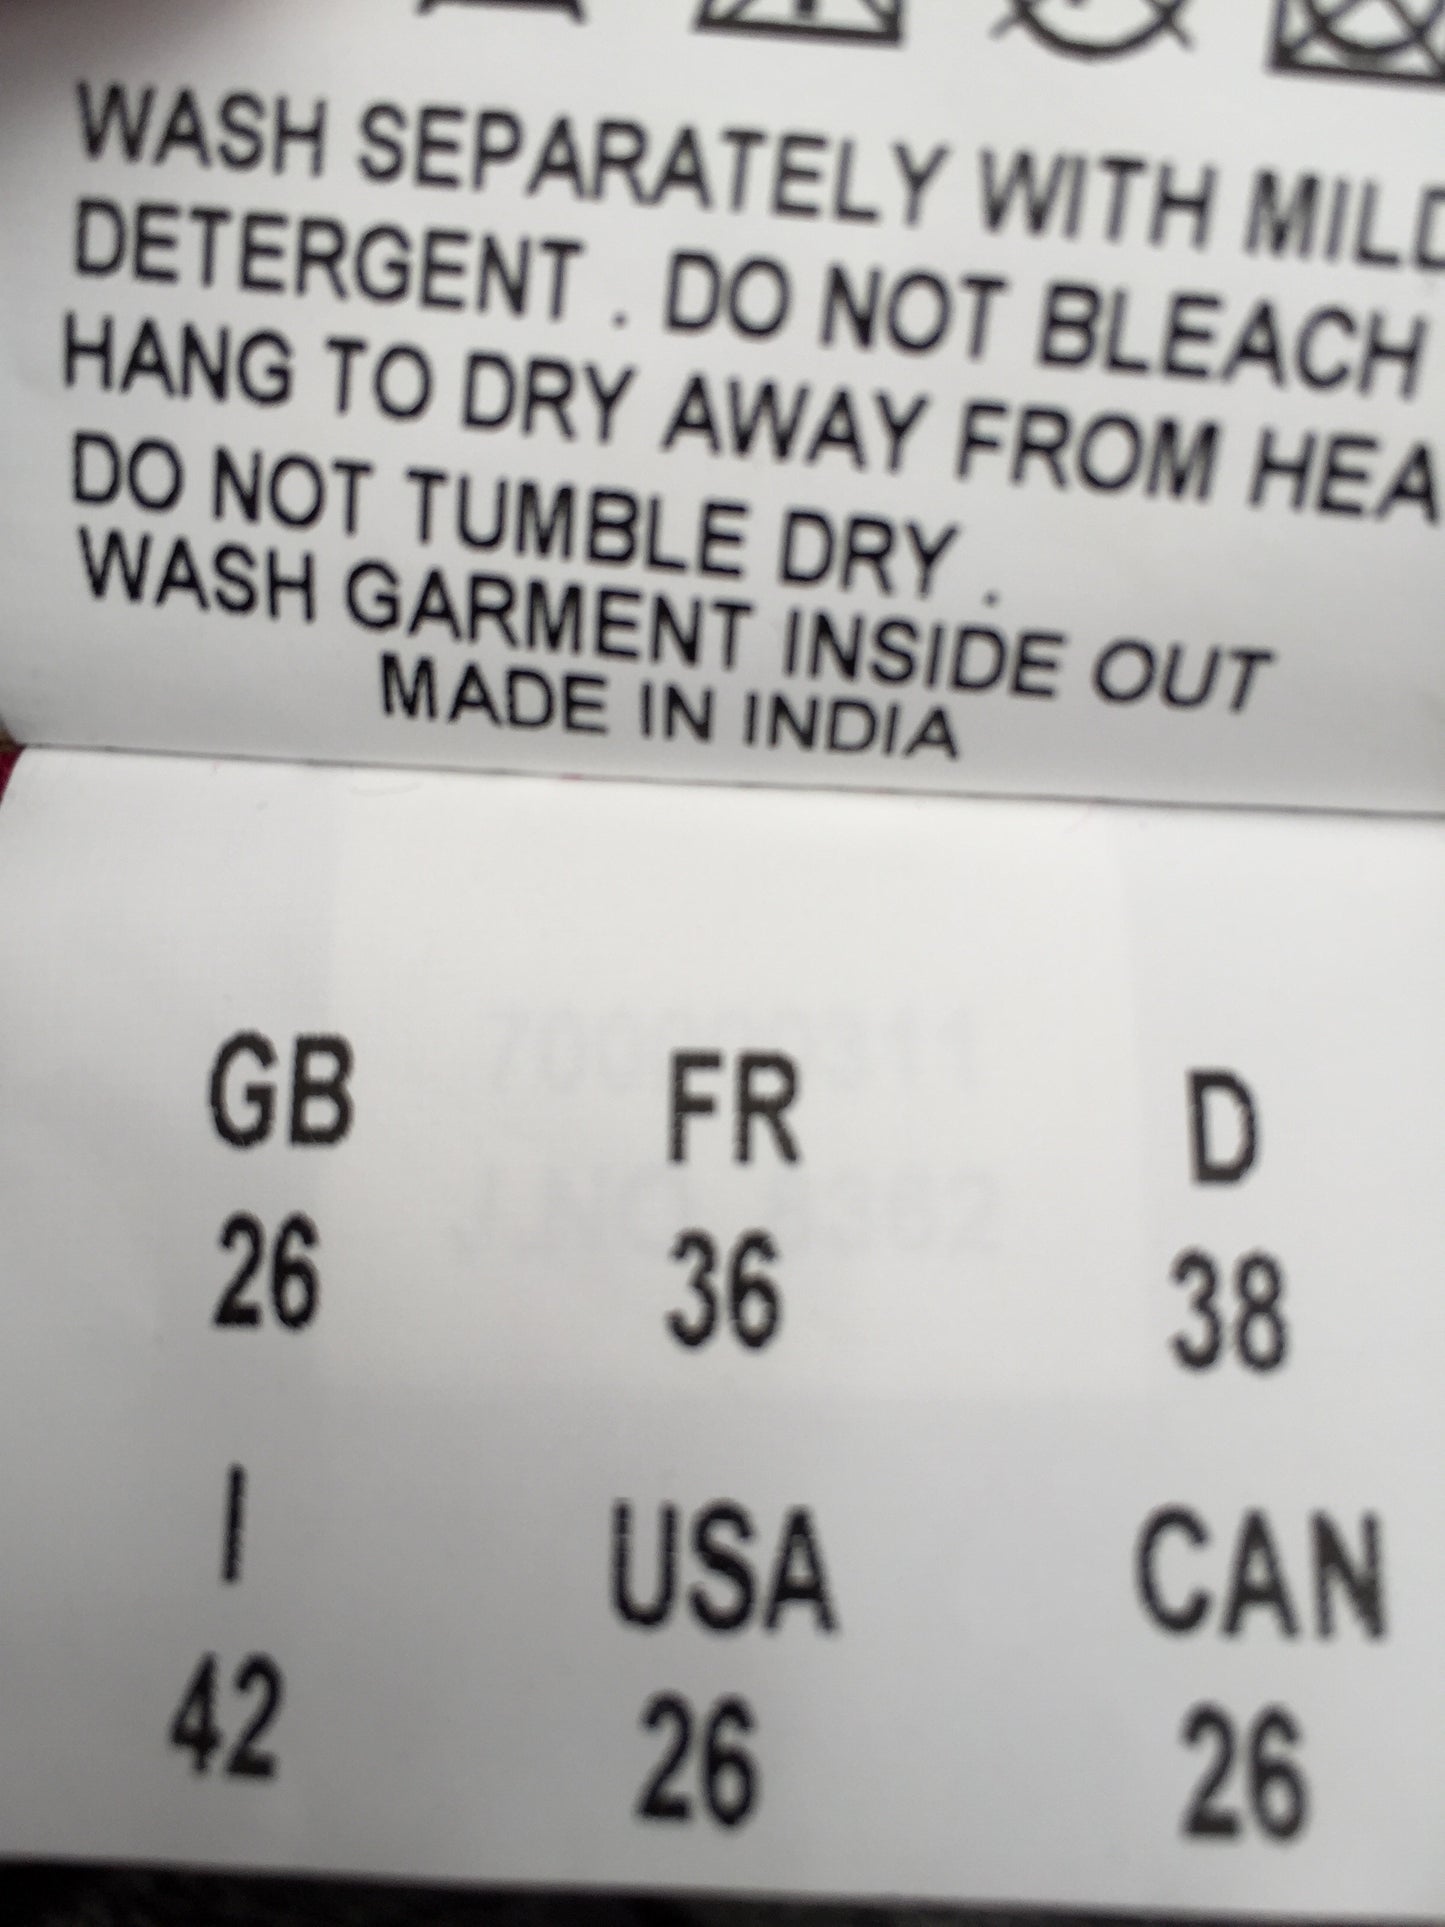 WASH SEPARATELY WITH MILD
DETERGENT . DO NOT BLEACH
HANG TO DRY AWAY FROM HEA
DO NOT TUMBLE DRY .
WASH GARMENT INSIDE OUT
MADE IN INDIA
GB FR D
26 36 38
I USA CAN
42 26 26